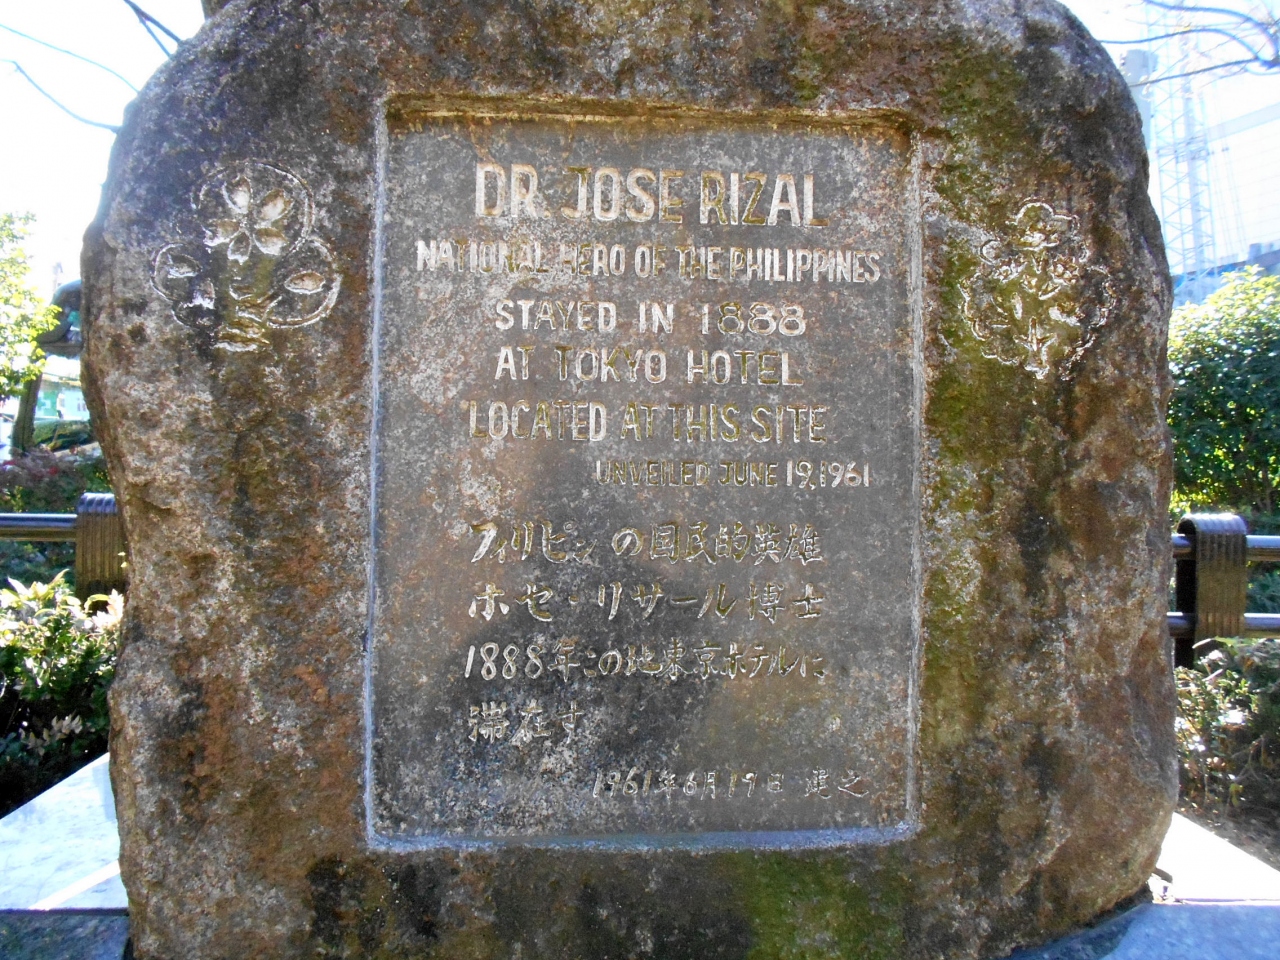 DR. JOSE RIZAL
NATIONAL HERO OF THE PHILIPPINES
STAYED IN 1888
AT TOKYO HOTEL
LOCATED AT THIS SITE
UNVEILED JUNE 19, 1961
フィリピンの国民的英雄
ホセ・リサール博士
1888年この地東京ホテルに
滞在す
1961年6月19日 建之